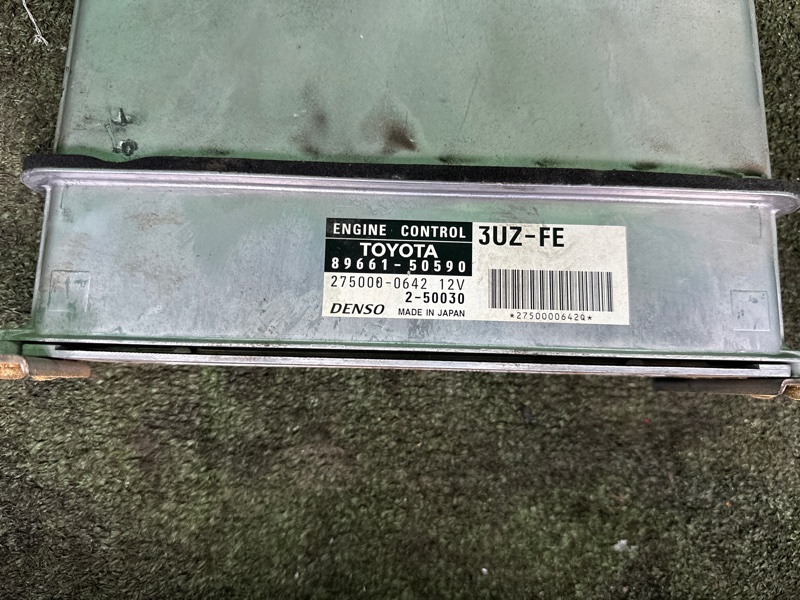 ENGINE CONTROL 3UZ-FE
TOYOTA
89661-50590
275000-0642 12V
2-50030
DENSO MADE IN JAPAN
*2750000642Q*